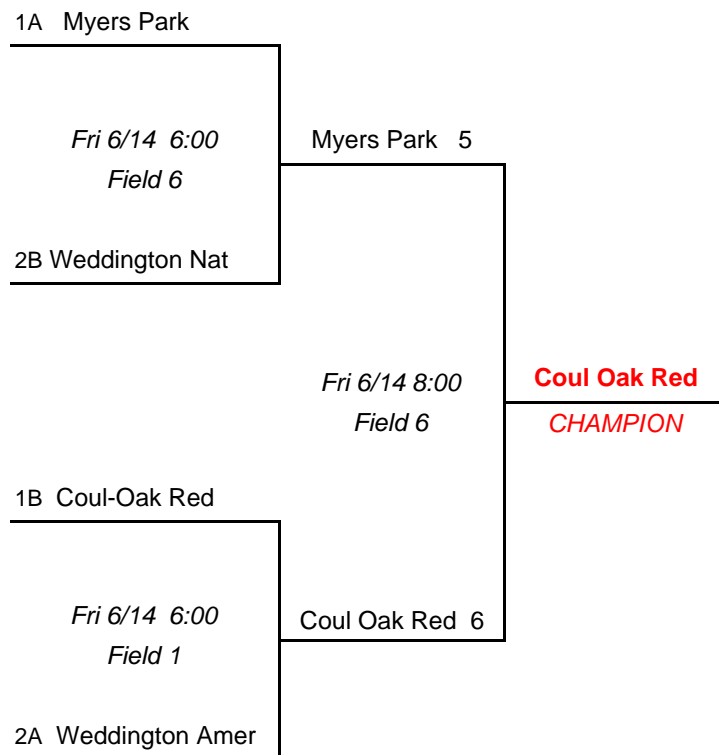 1A Myers Park
Fri 6/14 6:00
Field 6
Myers Park 5
2B Weddington Nat
Fri 6/14 8:00
Field 6
Coul Oak Red
CHAMPION
1B Coul-Oak Red
Fri 6/14 6:00
Field 1
Coul Oak Red 6
2A Weddington Amer